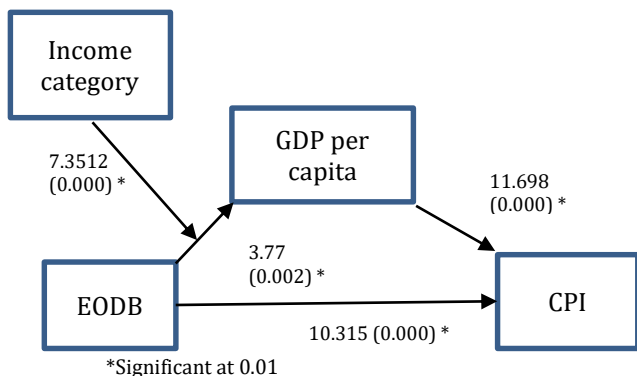 Income
category
GDP per
capita
7.3512
(0.000) *
11.698
(0.000) *
3.77
(0.002) *
EODB
CPI
10.315 (0.000) *
*Significant at 0.01